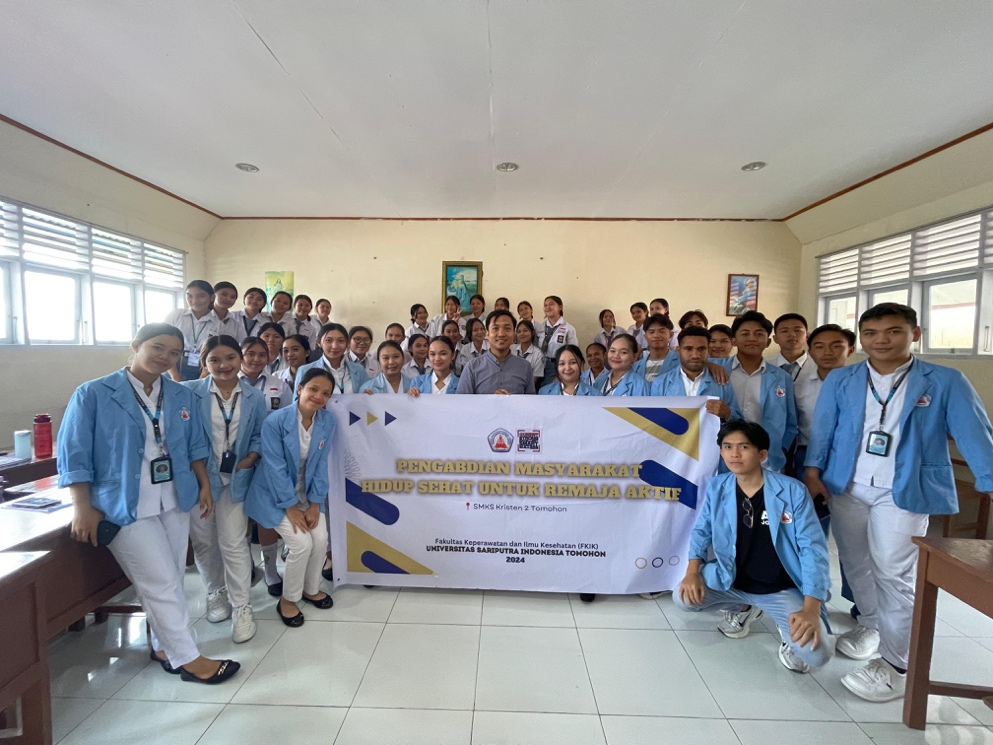 PENGABDIAN MASYARAKAT
HIDUP SEHAT UNTUK REMAJA AKTIF
SMKS Kristen 2 Tomohon
Fakultas Keperawatan dan Ilmu Kesehatan (FKIK)
UNIVERSITAS SARIPUTRA INDONESIA TOMOHON
2024